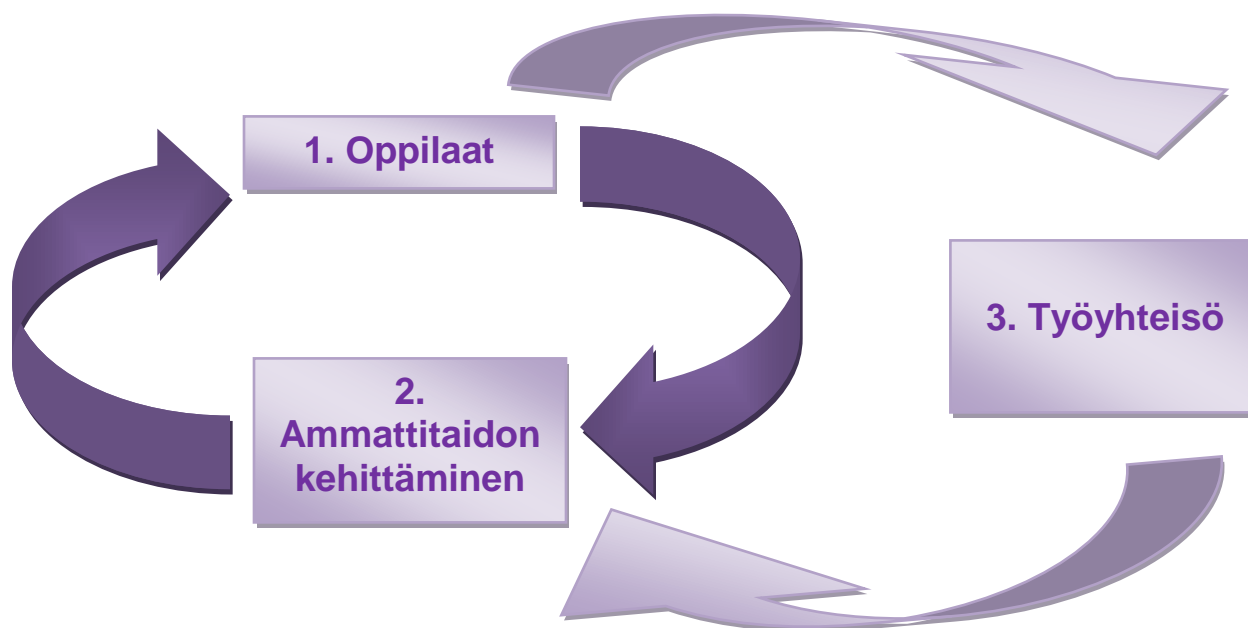 1. Oppilaat
2.
Ammattitaidon
kehittäminen
3. Työyhteisö